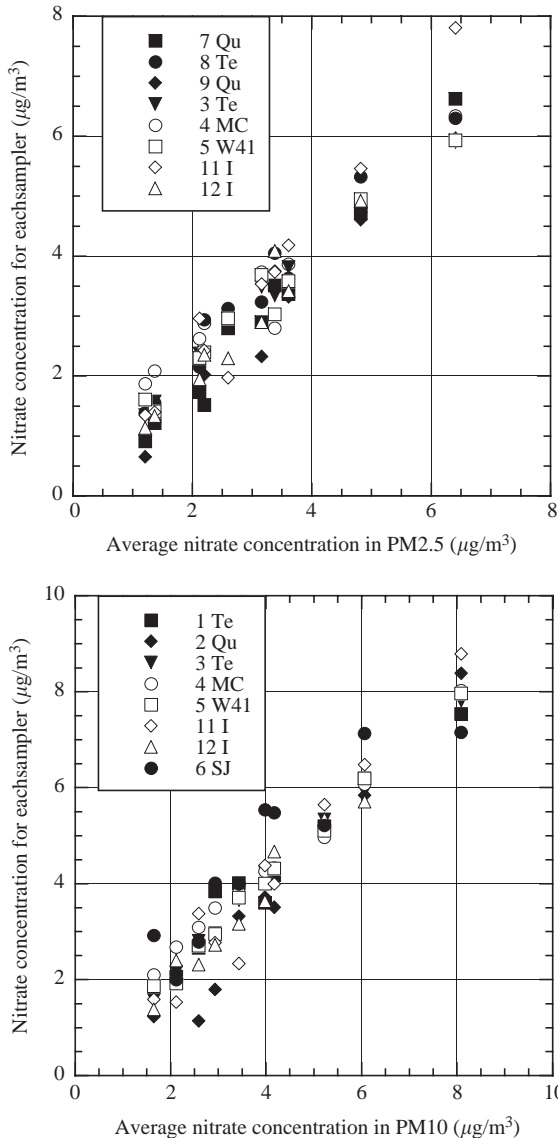 8
6
4
2
0
Nitrate concentration for eachsampler (μg/m3)
7 Qu
8 Te
9 Qu
3 Te
4 MC
5 W41
11 I
12 I
0 2 4 6 8
Average nitrate concentration in PM2.5 (μg/m3)
10
8
6
4
2
0
Nitrate concentration for eachsampler (μg/m3)
1 Te
2 Qu
3 Te
4 MC
5 W41
11 I
12 I
6 SJ
0 2 4 6 8 10
Average nitrate concentration in PM10 (μg/m3)